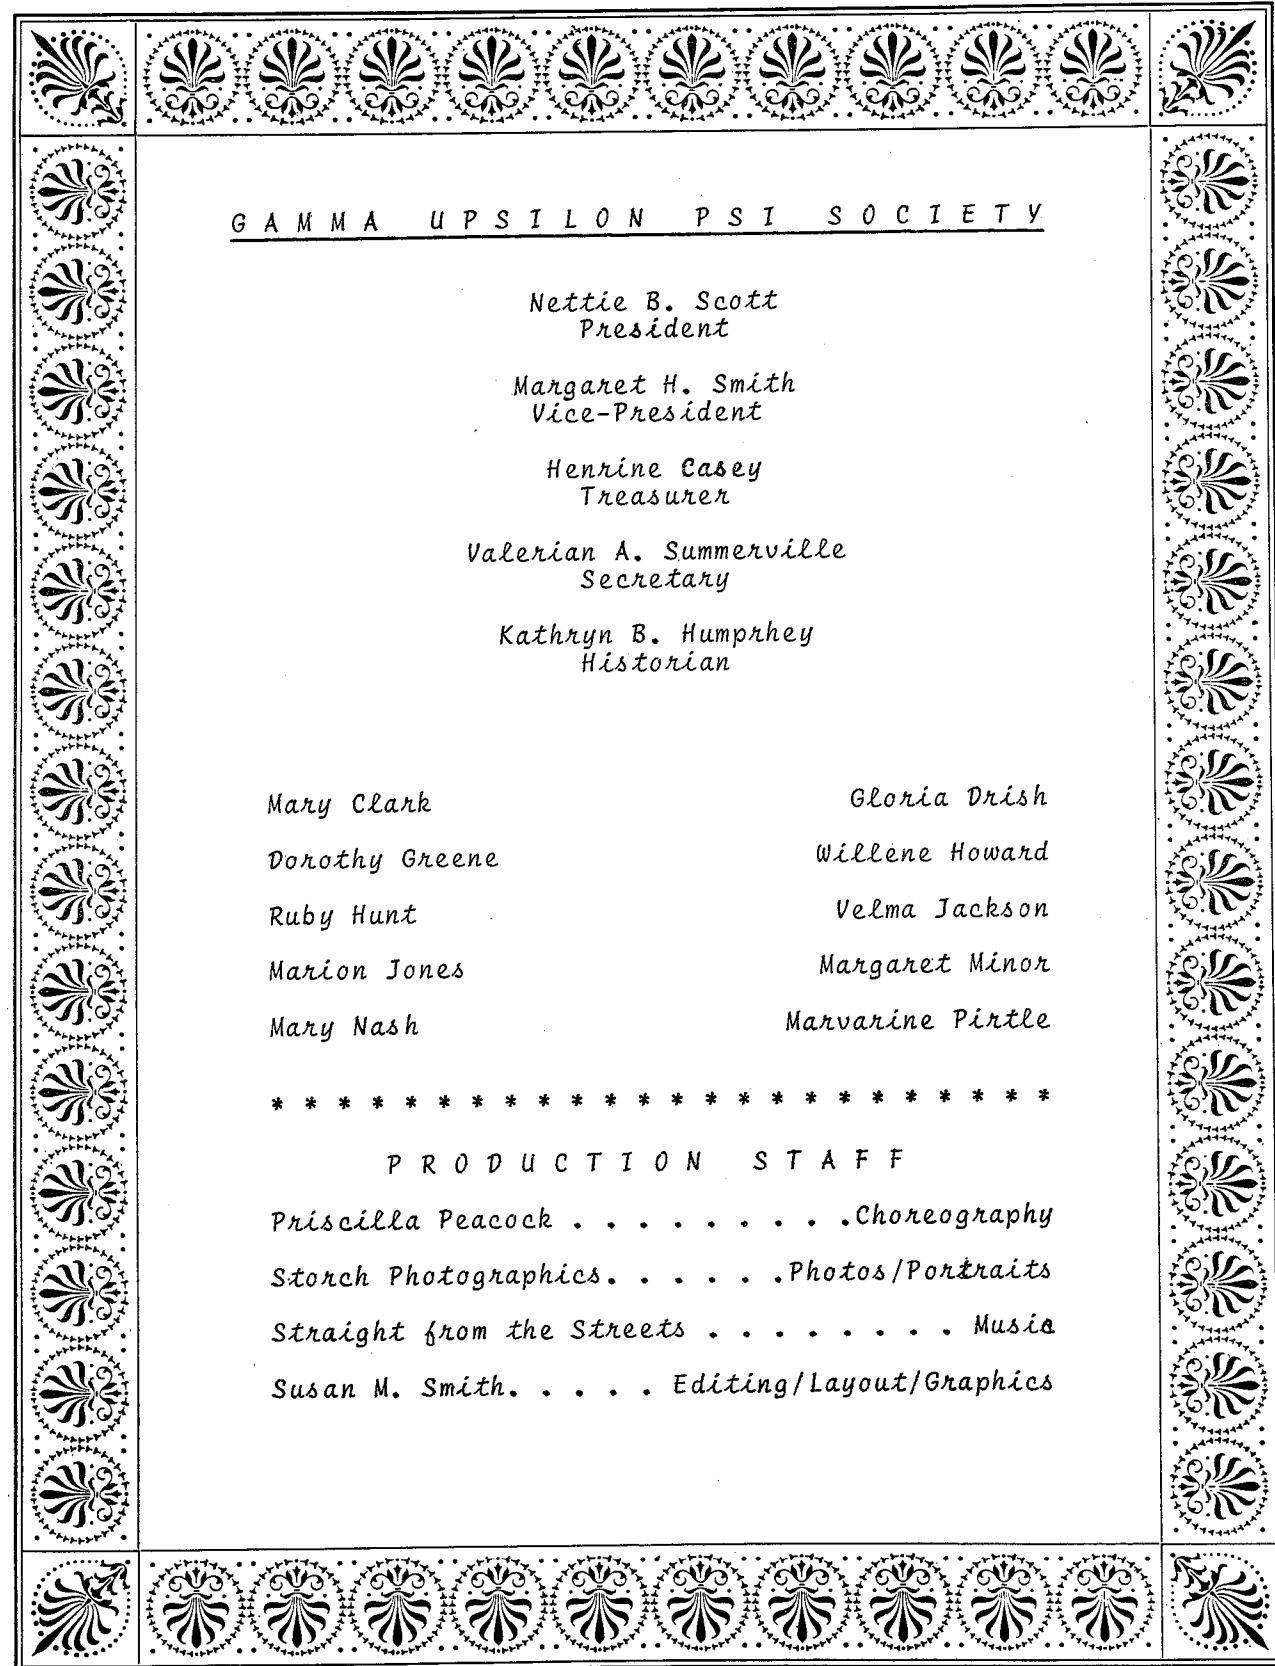 GAMMA UPSILON PSI SOCIETY
Nettie B. Scott
President
Margaret H. Smith
Vice-President
Henrine Casey
Treasurer
Valerian A. Summerville
Secretary
Kathryn B. Humprhey
Historian
Mary Clark Gloria Drish
Dorothy Greene Willene Howard
Ruby Hunt Velma Jackson
Marion Jones Margaret Minor
Mary Nash Marvarine Pirtle
* * * * * * * * * * * * * * * * * * * * * * * *
PRODUCTION STAFF
Priscilla Peacock . . . . . . . . .Choreography
Storch Photographics. . . . . .Photos/Portraits
Straight from the Streets . . . . . . . . Music
Susan M. Smith. . . . . Editing/Layout/Graphics